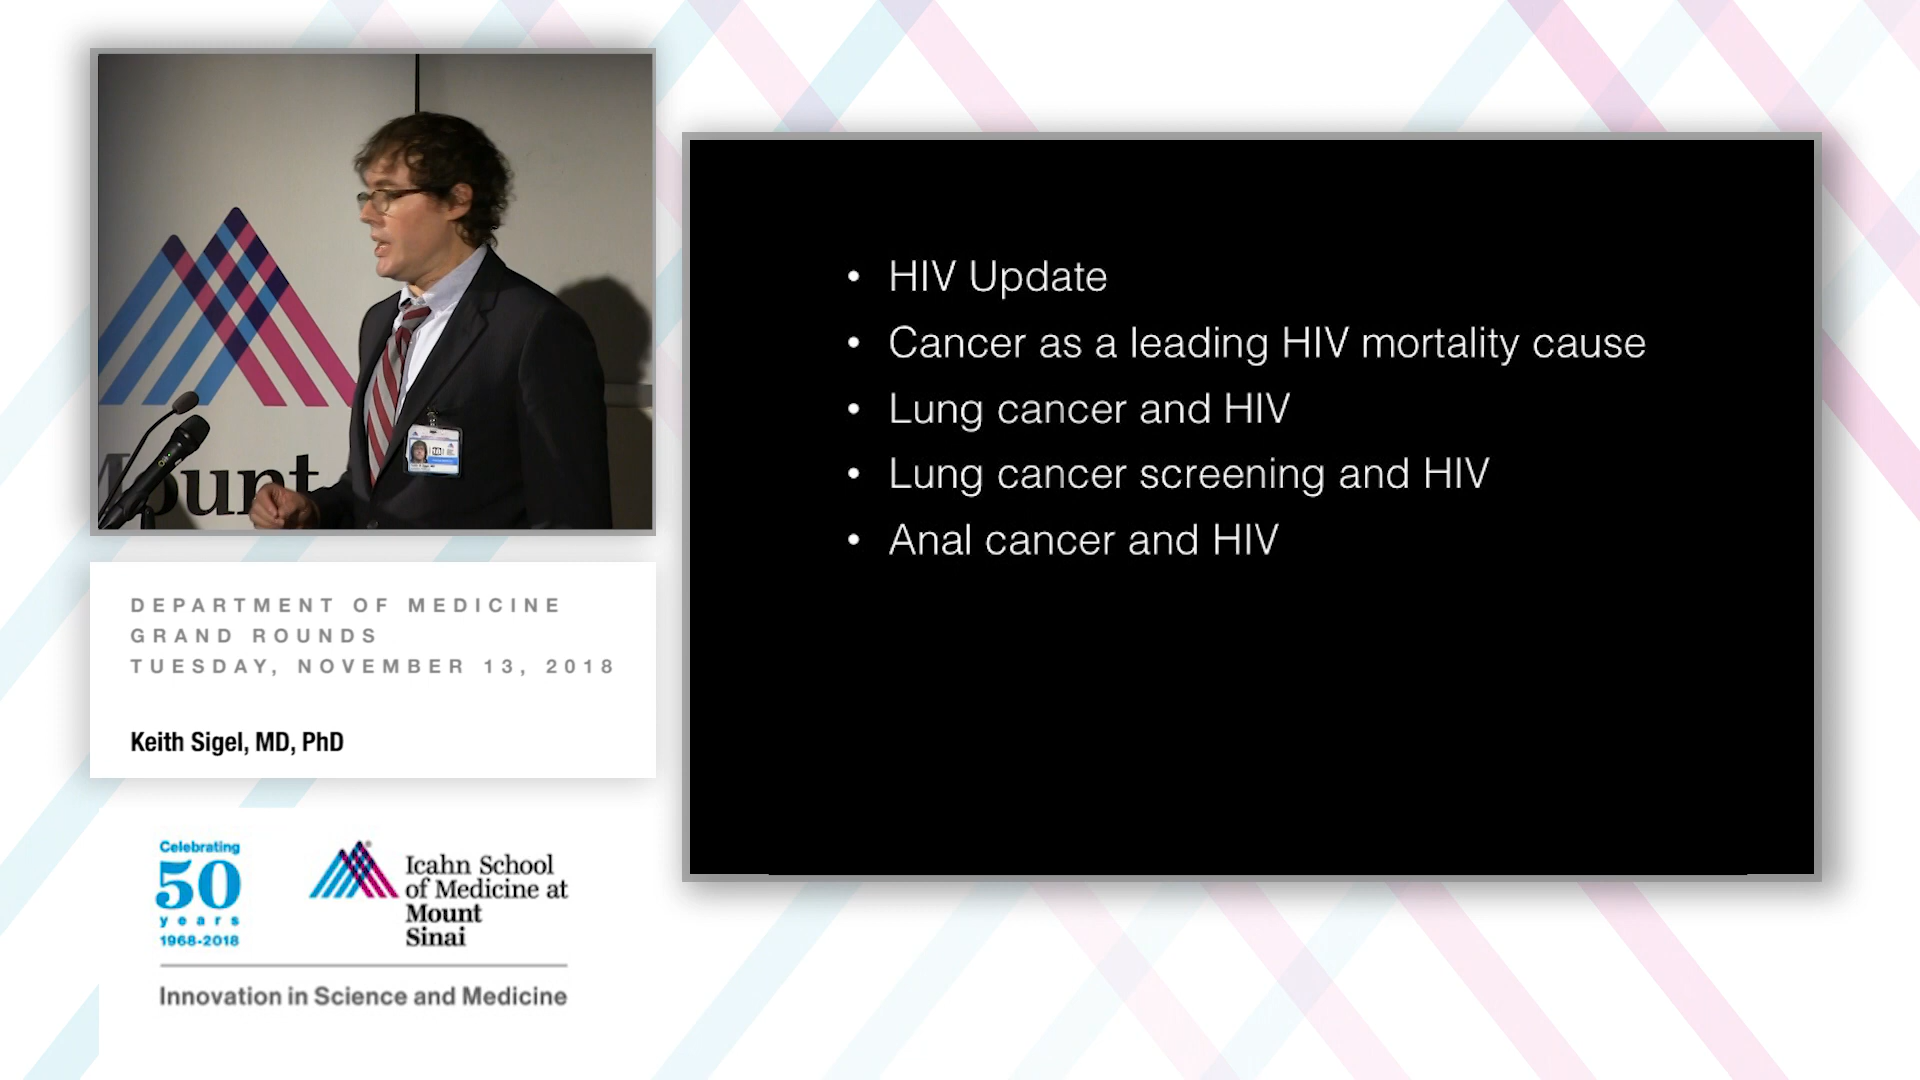 Mount
DEPARTMENT OF MEDICINE
GRAND ROUNDS
TUESDAY, NOVEMBER 13, 2018
Keith Sigel, MD, PhD
Celebrating
50
years
1968-2018
Icahn School
of Medicine at
Mount
Sinai
Innovation in Science and Medicine
• HIV Update
• Cancer as a leading HIV mortality cause
• Lung cancer and HIV
• Lung cancer screening and HIV
• Anal cancer and HIV